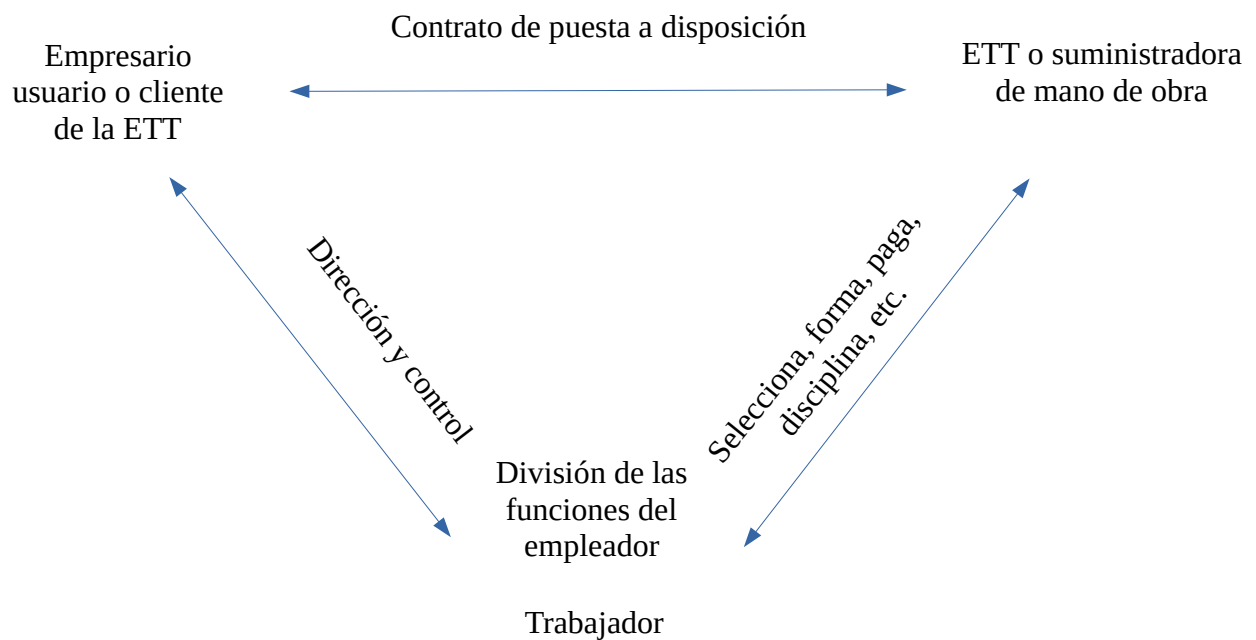 Contrato de puesta a disposición
Empresario
usuario o cliente
de la ETT
ETT o suministradora
de mano de obra
Dirección y control
Selecciona, forma, paga,
disciplina, etc.
División de las
funciones del
empleador
Trabajador